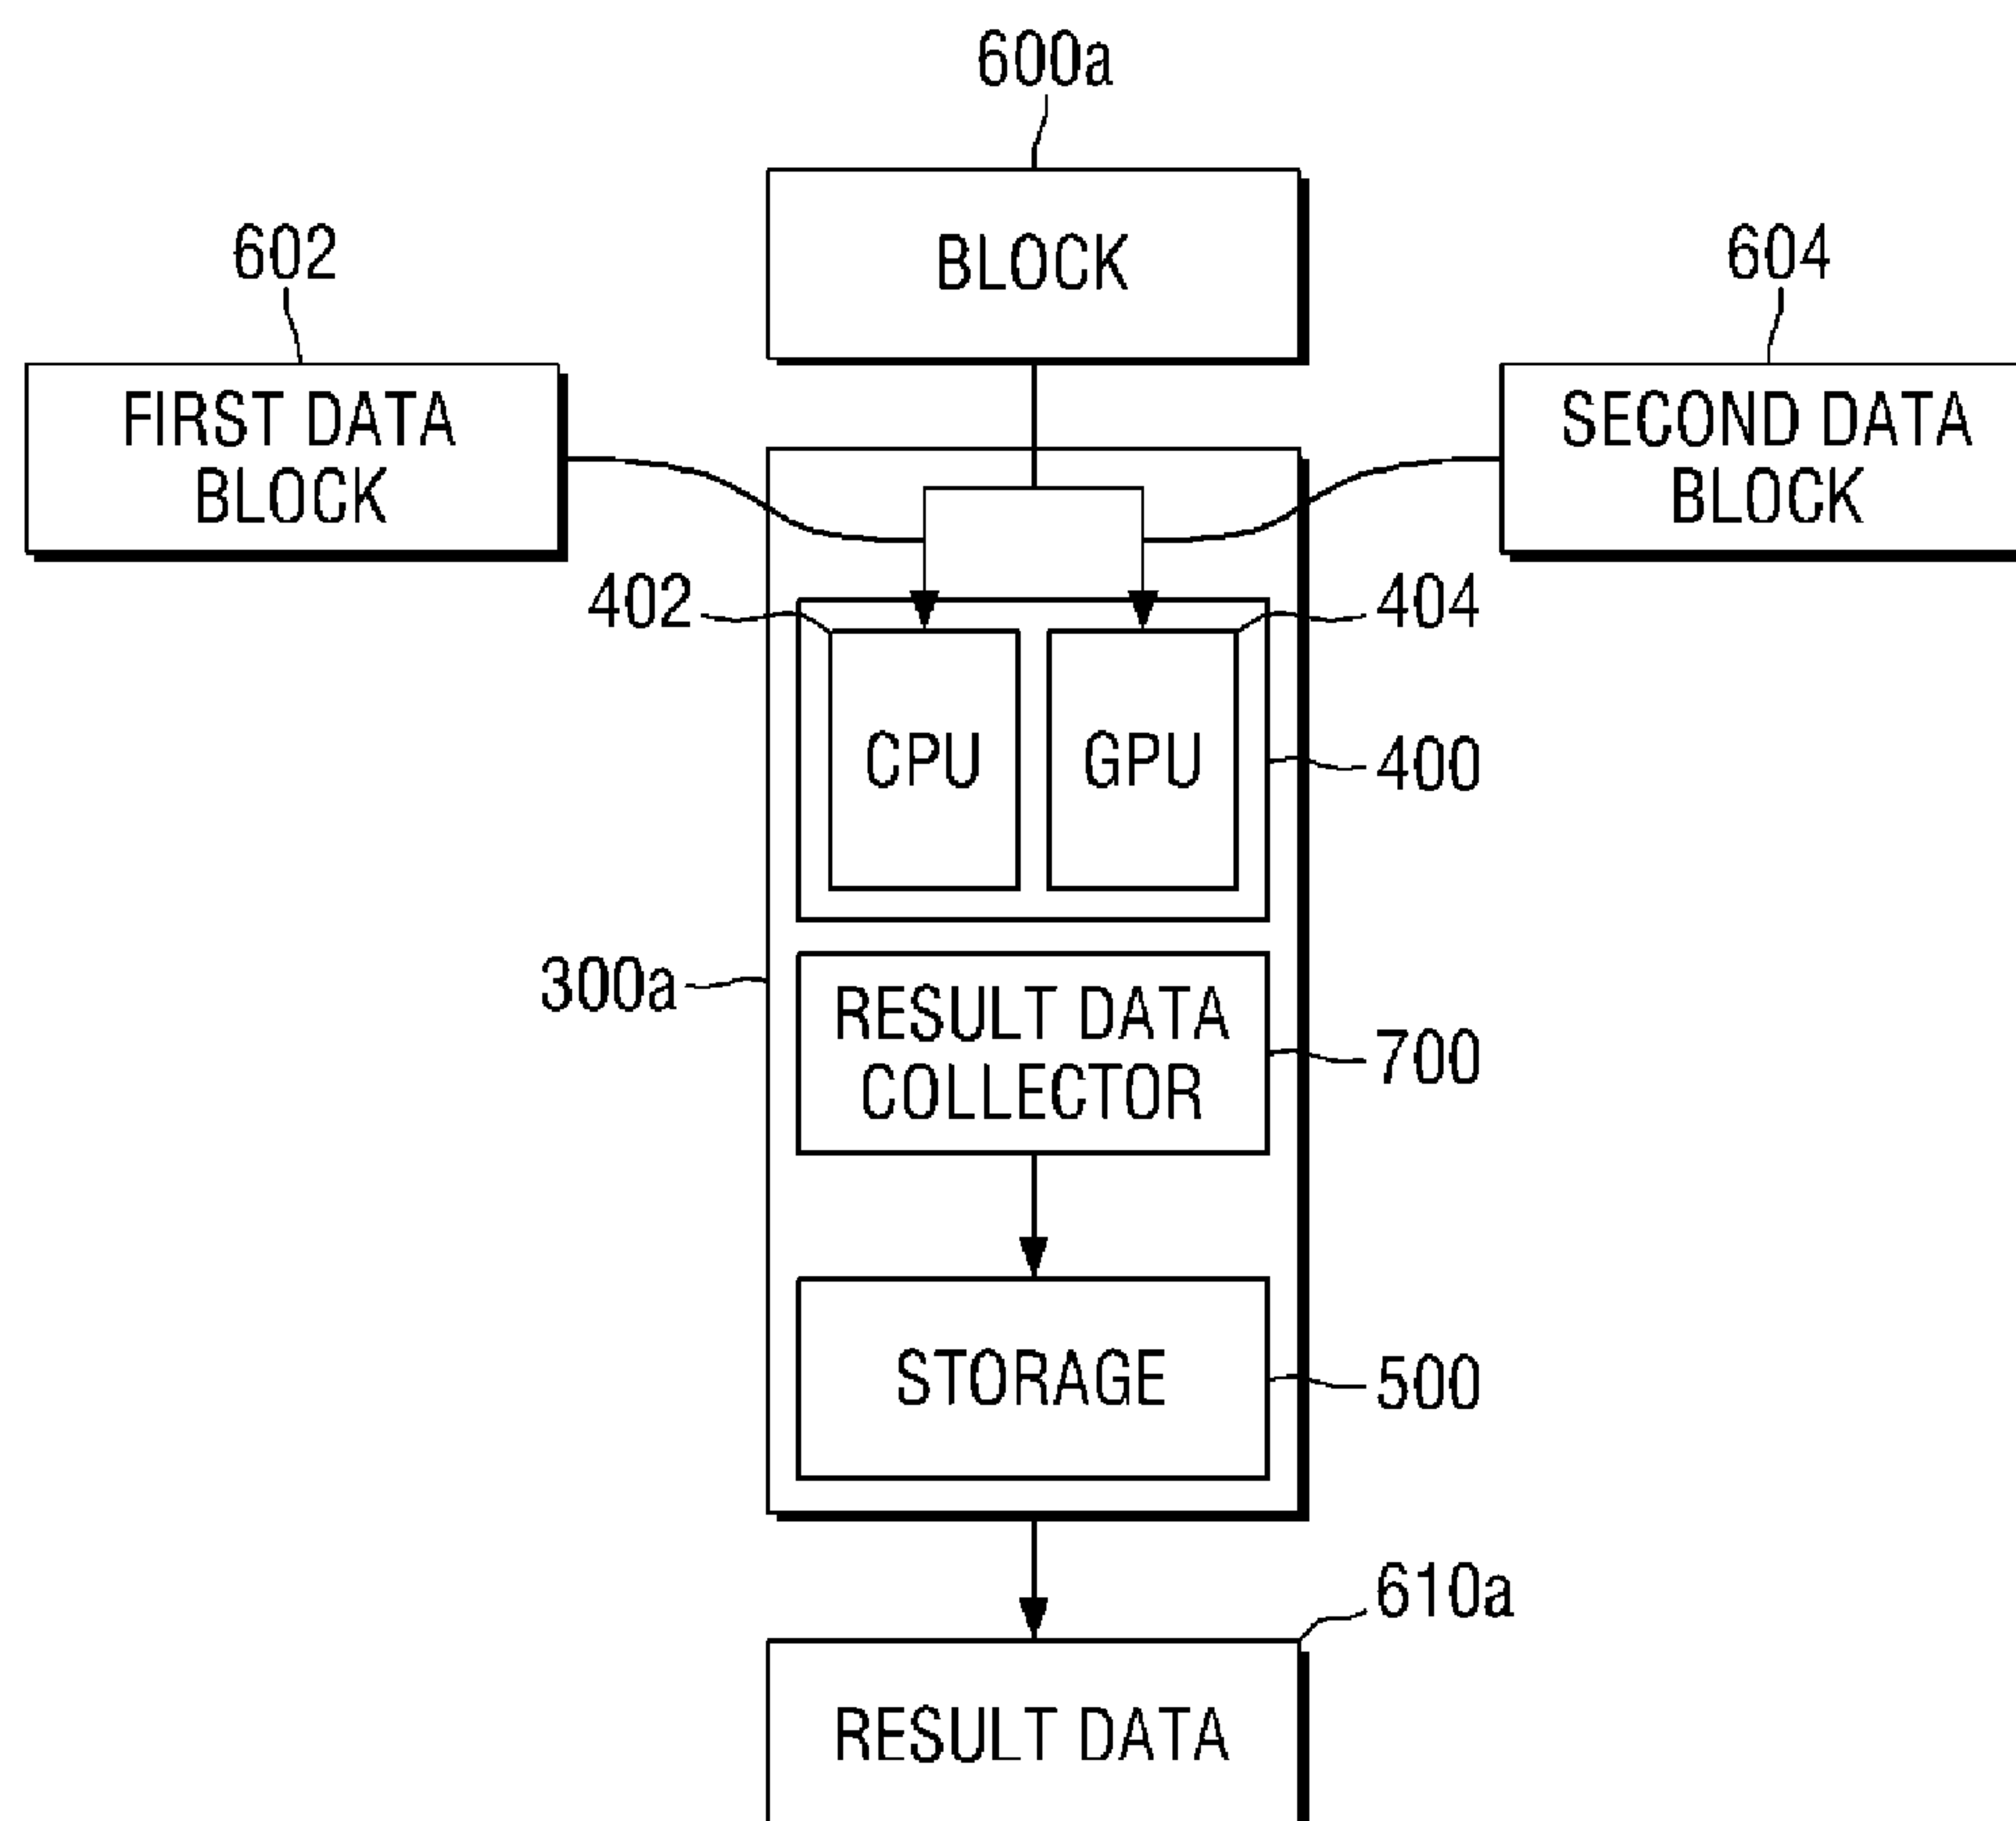 600a
BLOCK
602
FIRST DATA
BLOCK
604
SECOND DATA
BLOCK
402
404
CPU
GPU
400
300a
RESULT DATA
COLLECTOR
700
STORAGE
500
610a
RESULT DATA